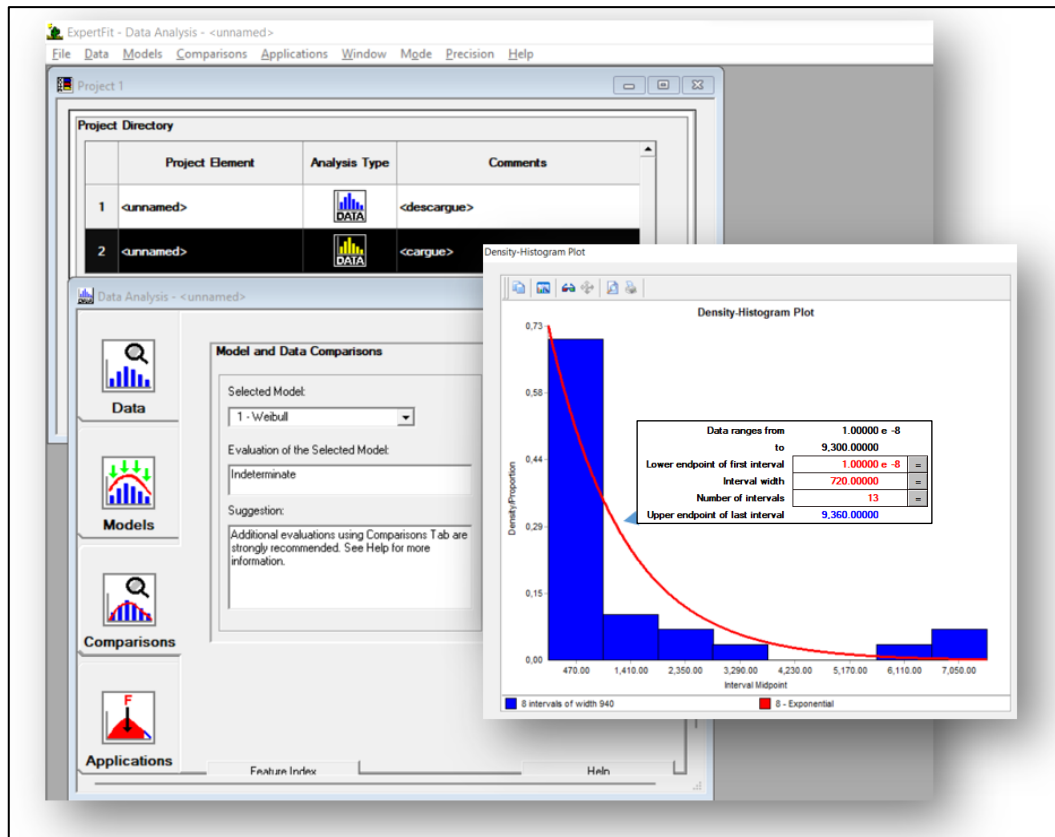 ExpertFit - Data Analysis - <unnamed>
File Data Models Comparisons Applications Window Mode Precision Help
Project 1
Project Directory
Project Element Analysis Type Comments
1 <unnamed> DATA <descargue>
2 <unnamed> DATA <cargue>
Data Analysis - <unnamed>
Data
Models
Comparisons
F
Applications
Model and Data Comparisons
Selected Model:
1 - Weibull
Evaluation of the Selected Model:
Indeterminate
Suggestion:
Additional evaluations using Comparisons Tab are
strongly recommended. See Help for more
information.
Feature Index Help
Density-Histogram Plot
Density-Histogram Plot
Density/Proportion
0,73
0,58
0,44
0,29
0,15
0,00
Data ranges from 1.00000 e -8
to 9,300.00000
Lower endpoint of first interval 1.00000 e -8 =
Interval width 720.00000 =
Number of intervals 13 =
Upper endpoint of last interval 9,360.00000
470.00 1,410.00 2,350.00 3,290.00 4,230.00 5,170.00 6,110.00 7,050.00
Interval Midpoint
8 intervals of width 940 8 - Exponential